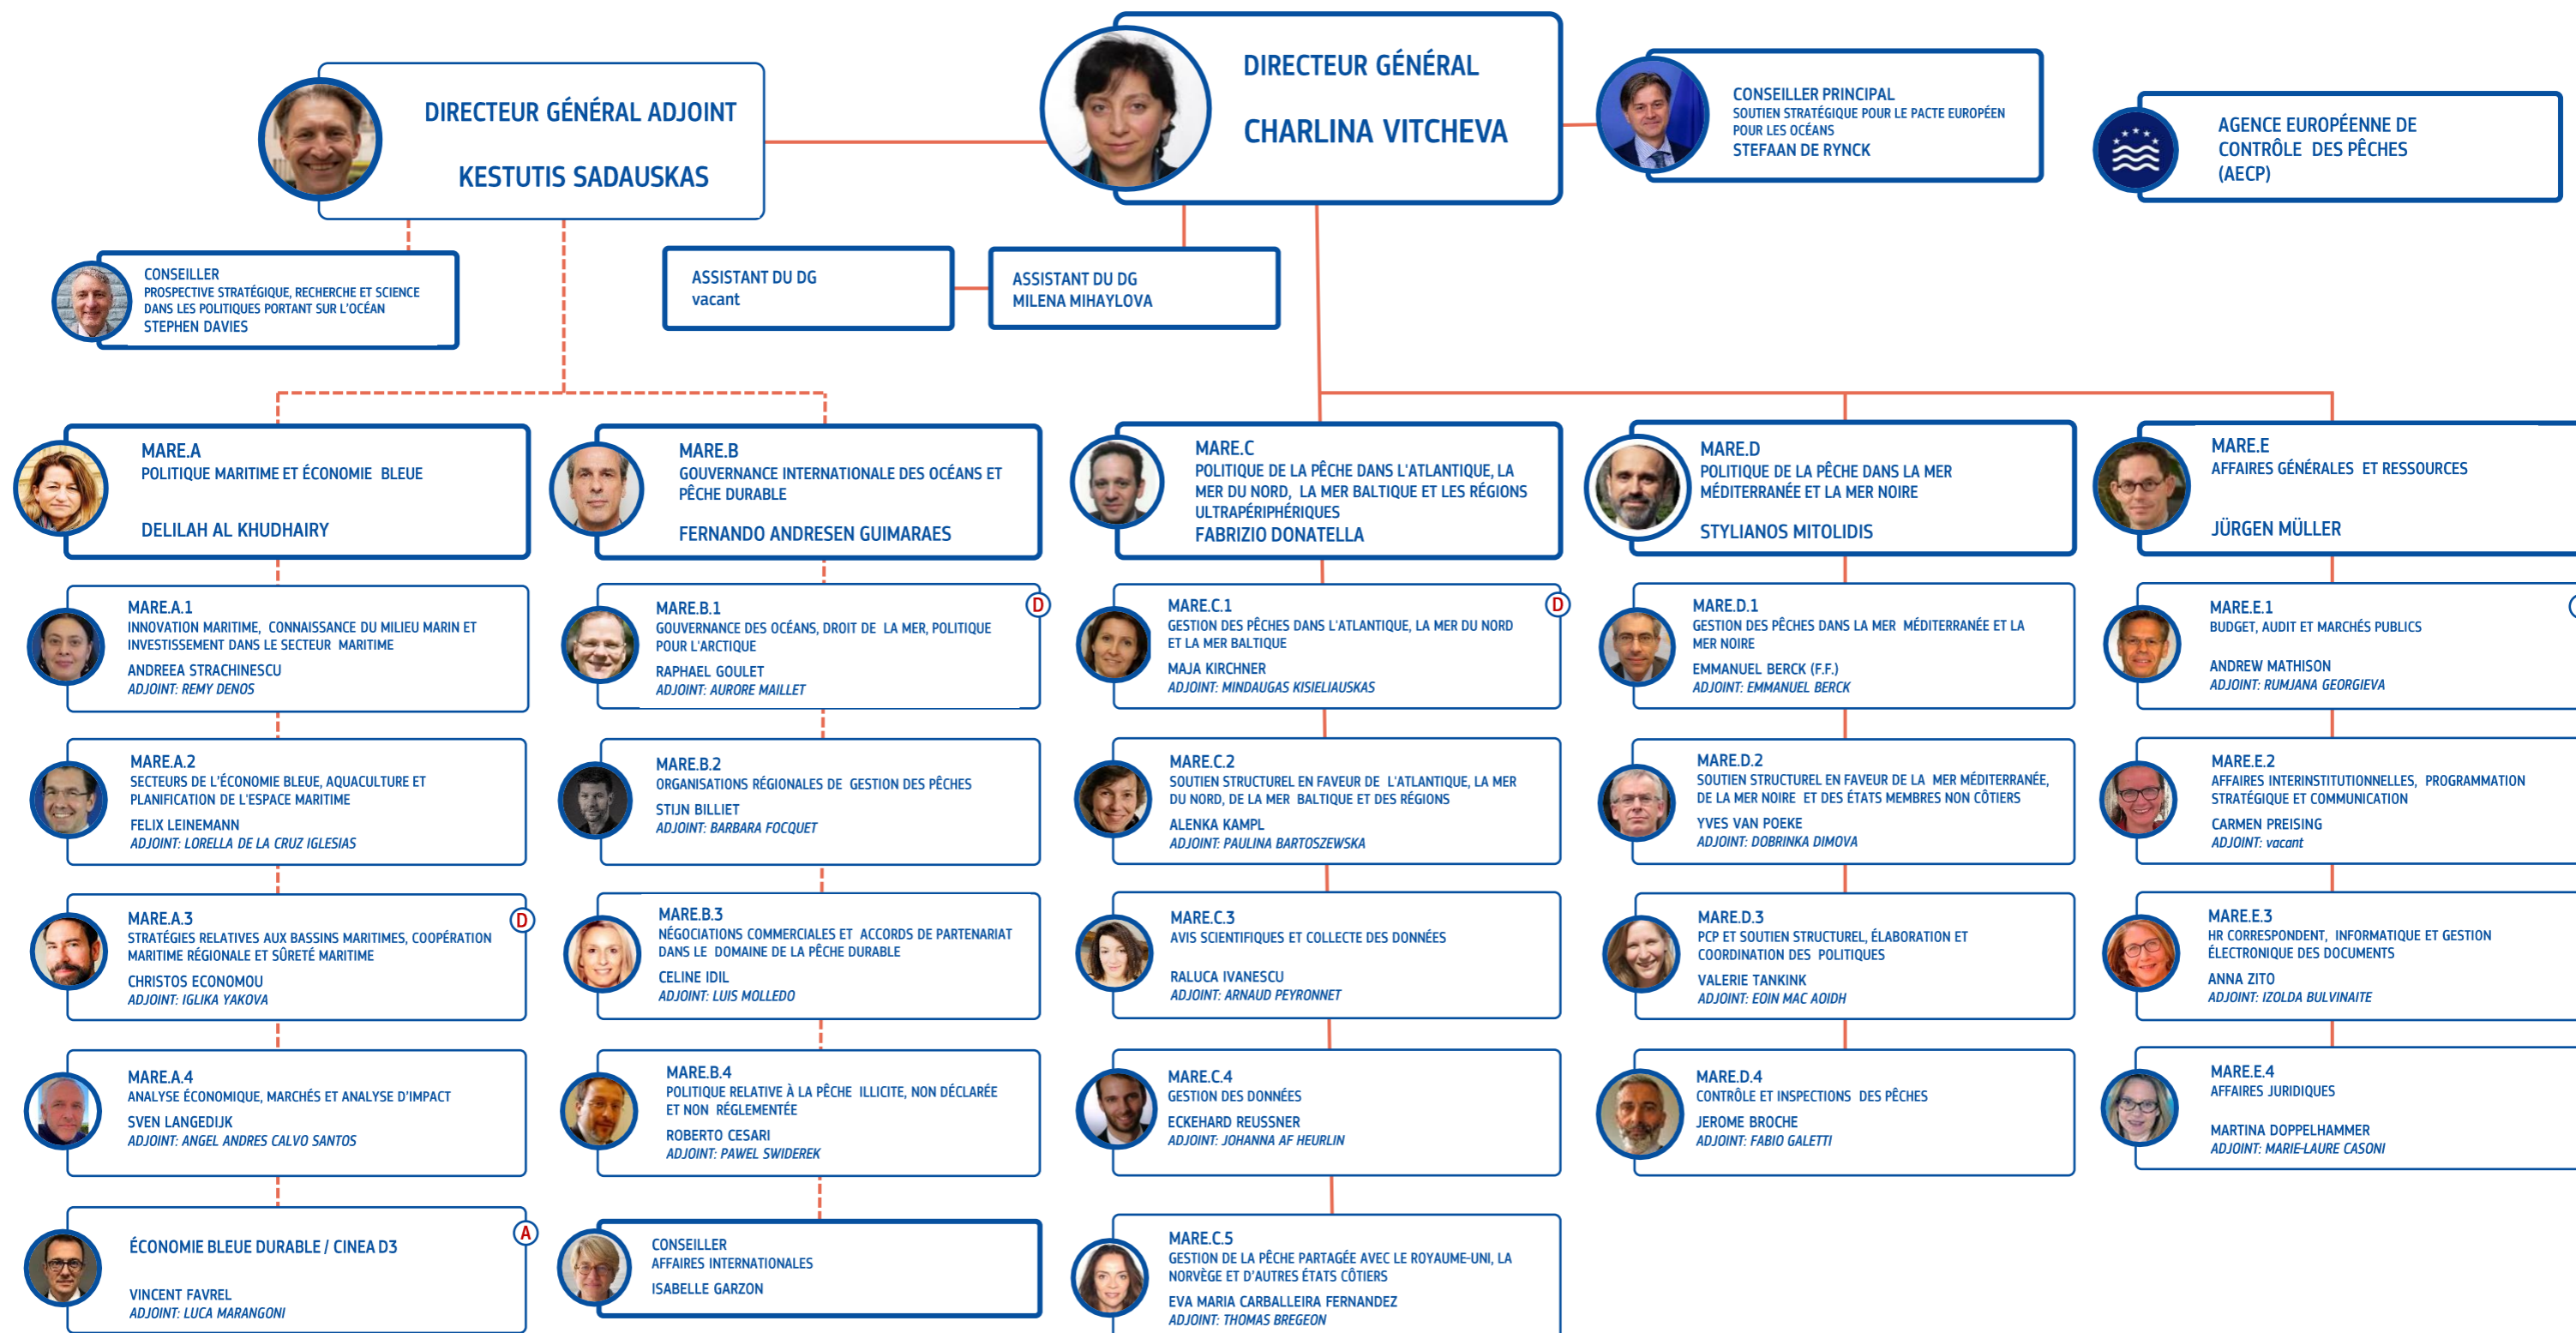 DIRECTEUR GÉNÉRAL
CHARLINA VITCHEVA
DIRECTEUR GÉNÉRAL ADJOINT
KESTUTIS SADAUSKAS
CONSEILLER PRINCIPAL
SOUTIEN STRATÉGIQUE POUR LE PACTE EUROPÉEN
POUR LES OCÉANS
STEFAAN DE RYNCK
AGENCE EUROPÉENNE DE
CONTRÔLE DES PÊCHES
(AECP)
CONSEILLER
PROSPECTIVE STRATÉGIQUE, RECHERCHE ET SCIENCE
DANS LES POLITIQUES PORTANT SUR L'OCÉAN
STEPHEN DAVIES
ASSISTANT DU DG
vacant
ASSISTANT DU DG
MILENA MIHAYLOVA
MARE.A
POLITIQUE MARITIME ET ÉCONOMIE BLEUE
DELILAH AL KHUDHAIRY
MARE.A.1
INNOVATION MARITIME, CONNAISSANCE DU MILIEU MARIN ET
INVESTISSEMENT DANS LE SECTEUR MARITIME
ANDREEA STRACHINESCU
ADJOINT: REMY DENOS
MARE.A.2
SECTEURS DE L'ÉCONOMIE BLEUE, AQUACULTURE ET
PLANIFICATION DE L'ESPACE MARITIME
FELIX LEINEMANN
ADJOINT: LORELLA DE LA CRUZ IGLESIAS
D
MARE.A.3
STRATÉGIES RELATIVES AUX BASSINS MARITIMES, COOPÉRATION
MARITIME RÉGIONALE ET SÛRETÉ MARITIME
CHRISTOS ECONOMOU
ADJOINT: IGLIKA YAKOVA
MARE.A.4
ANALYSE ÉCONOMIQUE, MARCHÉS ET ANALYSE D'IMPACT
SVEN LANGEDIJK
ADJOINT: ANGEL ANDRES CALVO SANTOS
A
ÉCONOMIE BLEUE DURABLE / CINEA D3
VINCENT FAVREL
ADJOINT: LUCA MARANGONI
MARE.B
GOUVERNANCE INTERNATIONALE DES OCÉANS ET
PÊCHE DURABLE
FERNANDO ANDRESEN GUIMARAES
D
MARE.B.1
GOUVERNANCE DES OCÉANS, DROIT DE LA MER, POLITIQUE
POUR L'ARCTIQUE
RAPHAEL GOULET
ADJOINT: AURORE MAILLET
MARE.B.2
ORGANISATIONS RÉGIONALES DE GESTION DES PÊCHES
STIJN BILLIET
ADJOINT: BARBARA FOCQUET
MARE.B.3
NÉGOCIATIONS COMMERCIALES ET ACCORDS DE PARTENARIAT
DANS LE DOMAINE DE LA PÊCHE DURABLE
CELINE IDIL
ADJOINT: LUIS MOLLEDO
MARE.B.4
POLITIQUE RELATIVE À LA PÊCHE ILLICITE, NON DÉCLARÉE
ET NON RÉGLEMENTÉE
ROBERTO CESARI
ADJOINT: PAWEL SWIDEREK
CONSEILLER
AFFAIRES INTERNATIONALES
ISABELLE GARZON
MARE.C
POLITIQUE DE LA PÊCHE DANS L'ATLANTIQUE, LA
MER DU NORD, LA MER BALTIQUE ET LES RÉGIONS
ULTRAPÉRIPHÉRIQUES
FABRIZIO DONATELLA
D
MARE.C.1
GESTION DES PÊCHES DANS L'ATLANTIQUE, LA MER DU NORD
ET LA MER BALTIQUE
MAJA KIRCHNER
ADJOINT: MINDAUGAS KISIELIAUSKAS
MARE.C.2
SOUTIEN STRUCTUREL EN FAVEUR DE L'ATLANTIQUE, LA MER
DU NORD, DE LA MER BALTIQUE ET DES RÉGIONS
ALENKA KAMPL
ADJOINT: PAULINA BARTOSZEWSKA
MARE.C.3
AVIS SCIENTIFIQUES ET COLLECTE DES DONNÉES
RALUCA IVANESCU
ADJOINT: ARNAUD PEYRONNET
MARE.C.4
GESTION DES DONNÉES
ECKEHARD REUSSNER
ADJOINT: JOHANNA AF HEURLIN
MARE.C.5
GESTION DE LA PÊCHE PARTAGÉE AVEC LE ROYAUME-UNI, LA
NORVÈGE ET D'AUTRES ÉTATS CÔTIERS
EVA MARIA CARBALLEIRA FERNANDEZ
ADJOINT: THOMAS BREGEON
MARE.D
POLITIQUE DE LA PÊCHE DANS LA MER
MÉDITERRANÉE ET LA MER NOIRE
STYLIANOS MITOLIDIS
MARE.D.1
GESTION DES PÊCHES DANS LA MER MÉDITERRANÉE ET LA
MER NOIRE
EMMANUEL BERCK (F.F.)
ADJOINT: EMMANUEL BERCK
MARE.D.2
SOUTIEN STRUCTUREL EN FAVEUR DE LA MER MÉDITERRANÉE,
DE LA MER NOIRE ET DES ÉTATS MEMBRES NON CÔTIERS
YVES VAN POEKE
ADJOINT: DOBRINKA DIMOVA
MARE.D.3
PCP ET SOUTIEN STRUCTUREL, ÉLABORATION ET
COORDINATION DES POLITIQUES
VALERIE TANKINK
ADJOINT: EOIN MAC AOIDH
MARE.D.4
CONTRÔLE ET INSPECTIONS DES PÊCHES
JEROME BROCHE
ADJOINT: FABIO GALETTI
MARE.E
AFFAIRES GÉNÉRALES ET RESSOURCES
JÜRGEN MÜLLER
MARE.E.1
BUDGET, AUDIT ET MARCHÉS PUBLICS
ANDREW MATHISON
ADJOINT: RUMJANA GEORGIEVA
MARE.E.2
AFFAIRES INTERINSTITUTIONNELLES, PROGRAMMATION
STRATÉGIQUE ET COMMUNICATION
CARMEN PREISING
ADJOINT: vacant
MARE.E.3
HR CORRESPONDENT, INFORMATIQUE ET GESTION
ÉLECTRONIQUE DES DOCUMENTS
ANNA ZITO
ADJOINT: IZOLDA BULVINAITE
MARE.E.4
AFFAIRES JURIDIQUES
MARTINA DOPPELHAMMER
ADJOINT: MARIE-LAURE CASONI